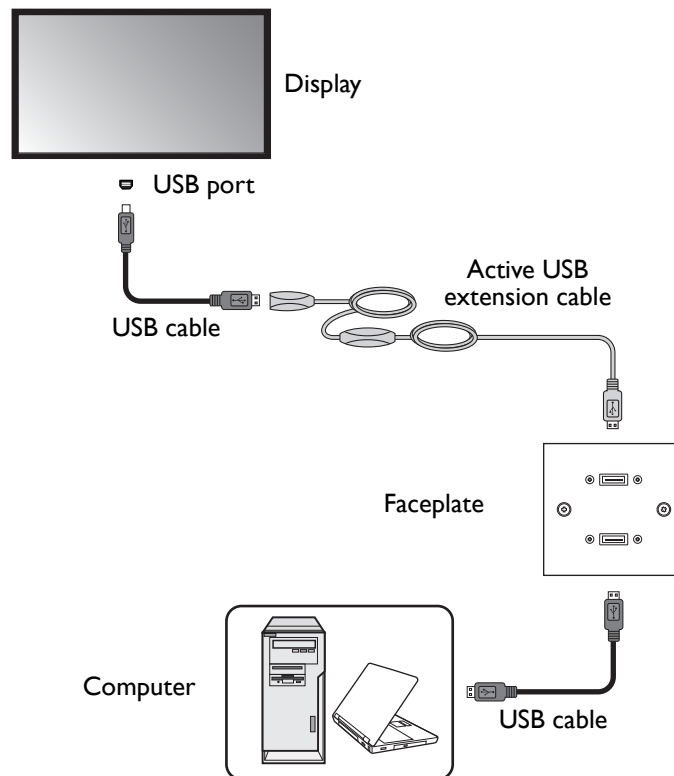 Display
USB port
Active USB
extension cable
USB cable
Faceplate
Computer
USB cable